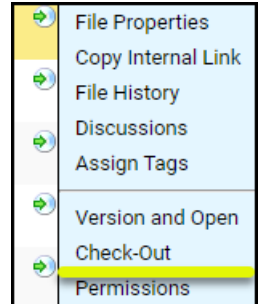 File Properties
Copy Internal Link
File History
Discussions
Assign Tags
Version and Open
Check-Out
Permissions